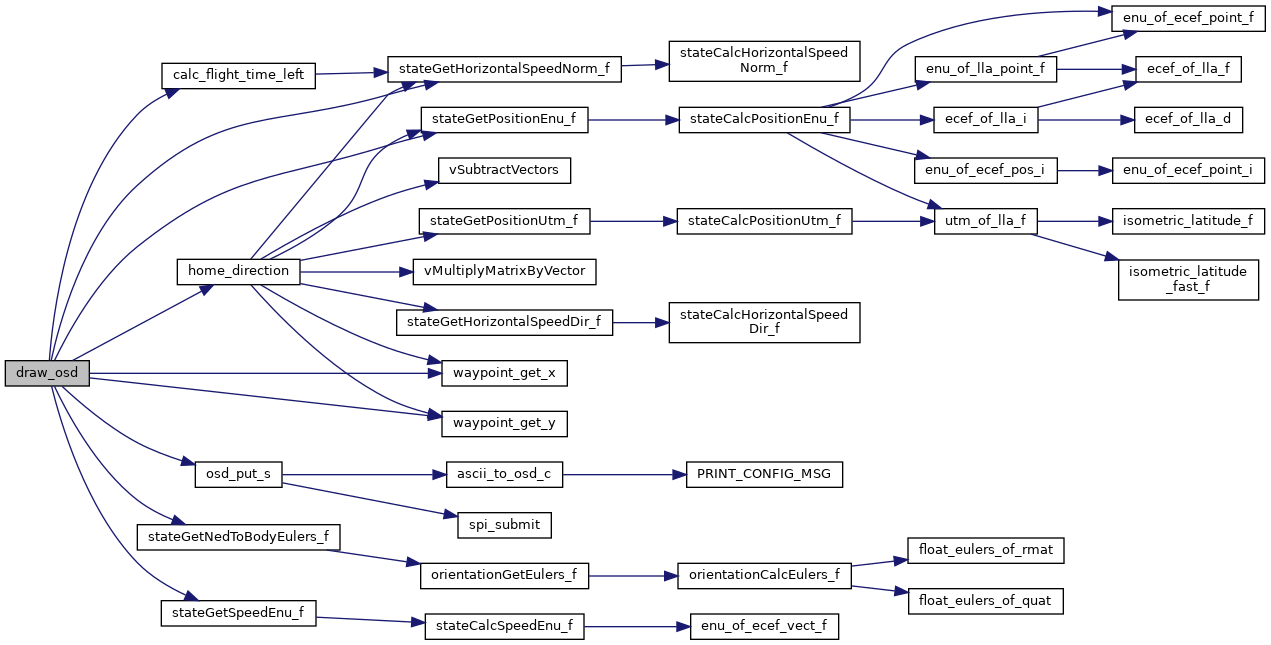 draw_osd
calc_flight_time_left
home_direction
osd_put_s
stateGetNedToBodyEulers_f
stateGetSpeedEnu_f
stateGetHorizontalSpeedNorm_f
stateGetPositionEnu_f
vSubtractVectors
stateGetPositionUtm_f
vMultiplyMatrixByVector
stateGetHorizontalSpeedDir_f
waypoint_get_x
waypoint_get_y
ascii_to_osd_c
spi_submit
orientationGetEulers_f
stateCalcSpeedEnu_f
stateCalcHorizontalSpeed
Norm_f
stateCalcPositionEnu_f
stateCalcPositionUtm_f
stateCalcHorizontalSpeed
Dir_f
PRINT_CONFIG_MSG
orientationCalcEulers_f
enu_of_ecef_vect_f
enu_of_lla_point_f
ecef_of_lla_i
enu_of_ecef_pos_i
utm_of_lla_f
float_eulers_of_rmat
float_eulers_of_quat
enu_of_ecef_point_f
ecef_of_lla_f
ecef_of_lla_d
enu_of_ecef_point_i
isometric_latitude_f
isometric_latitude
_fast_f